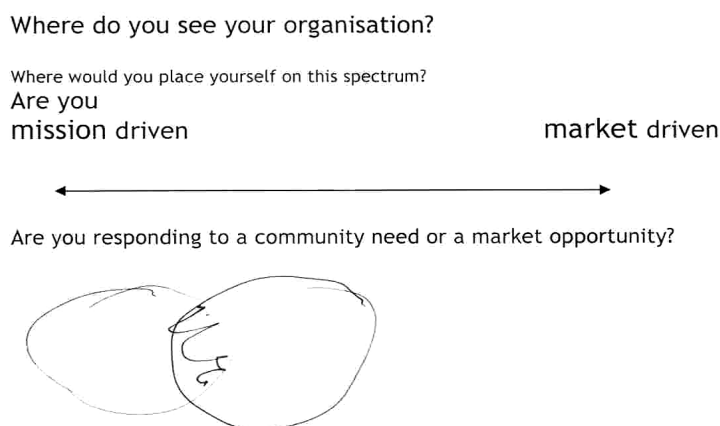 Where do you see your organisation?
Where would you place yourself on this spectrum?
Are you
mission driven market driven
Are you responding to a community need or a market opportunity?